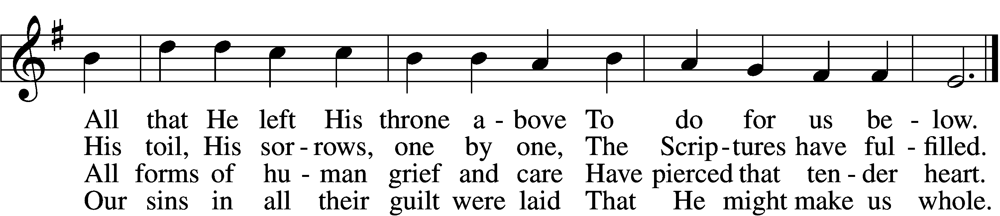 All that He left His throne a - bove To do for us be - low.
His toil, His sor - rows, one by one, The Scrip - tures have ful - filled.
All forms of hu - man grief and care Have pierced that ten - der heart.
Our sins in all their guilt were laid That He might make us whole.